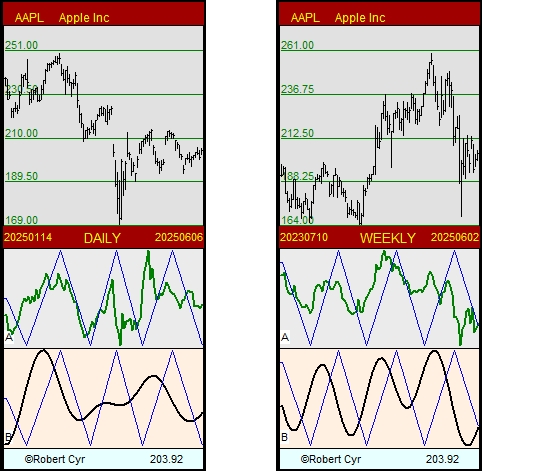 AAPL Apple Inc
251.00
230.50
210.00
189.50
169.00
20250114 DAILY 20250606
A
B
©Robert Cyr 203.92
AAPL Apple Inc
261.00
236.75
212.50
188.25
164.00
20230710 WEEKLY 20250602
A
B
©Robert Cyr 203.92